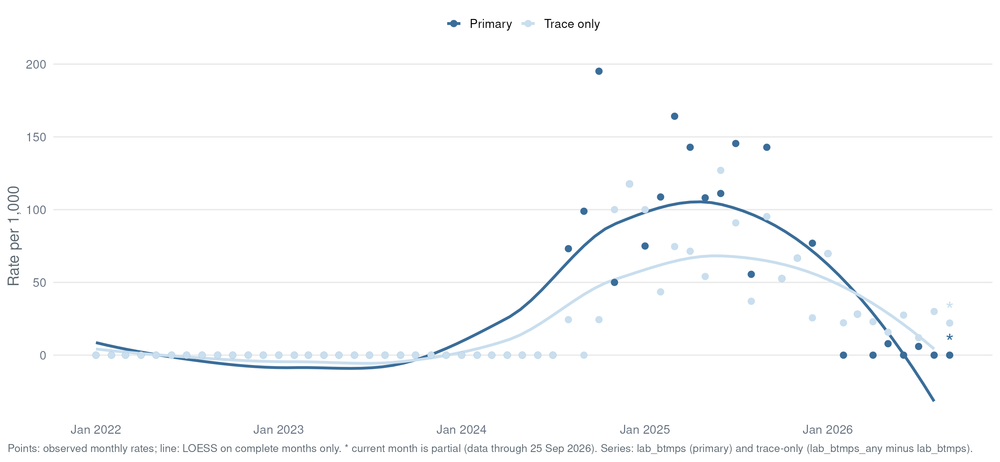 Primary Trace only
200
150
100
50
0
Rate per 1,000
*
*
Jan 2022 Jan 2023 Jan 2024 Jan 2025 Jan 2026
Points: observed monthly rates; line: LOESS on complete months only. * current month is partial (data through 25 Sep 2026). Series: lab_btmps (primary) and trace-only (lab_btmps_any minus lab_btmps).